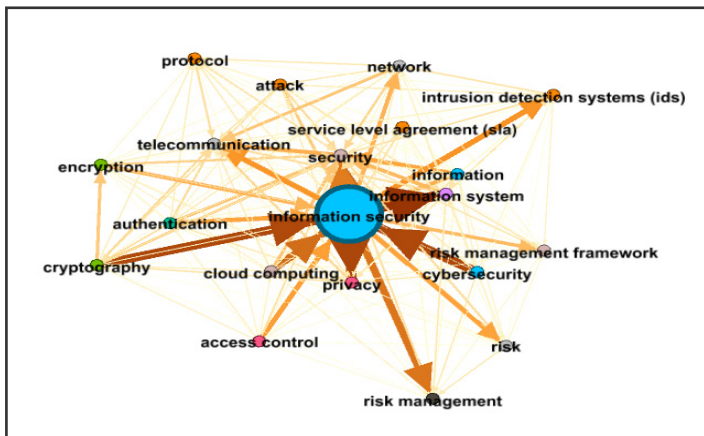 protocol
network
attack
intrusion detection systems (ids)
service level agreement (sla)
telecommunication
security
encryption
information
information system
authentication
information security
risk management framework
cryptography
cloud computing
cybersecurity
privacy
access control
risk
risk management